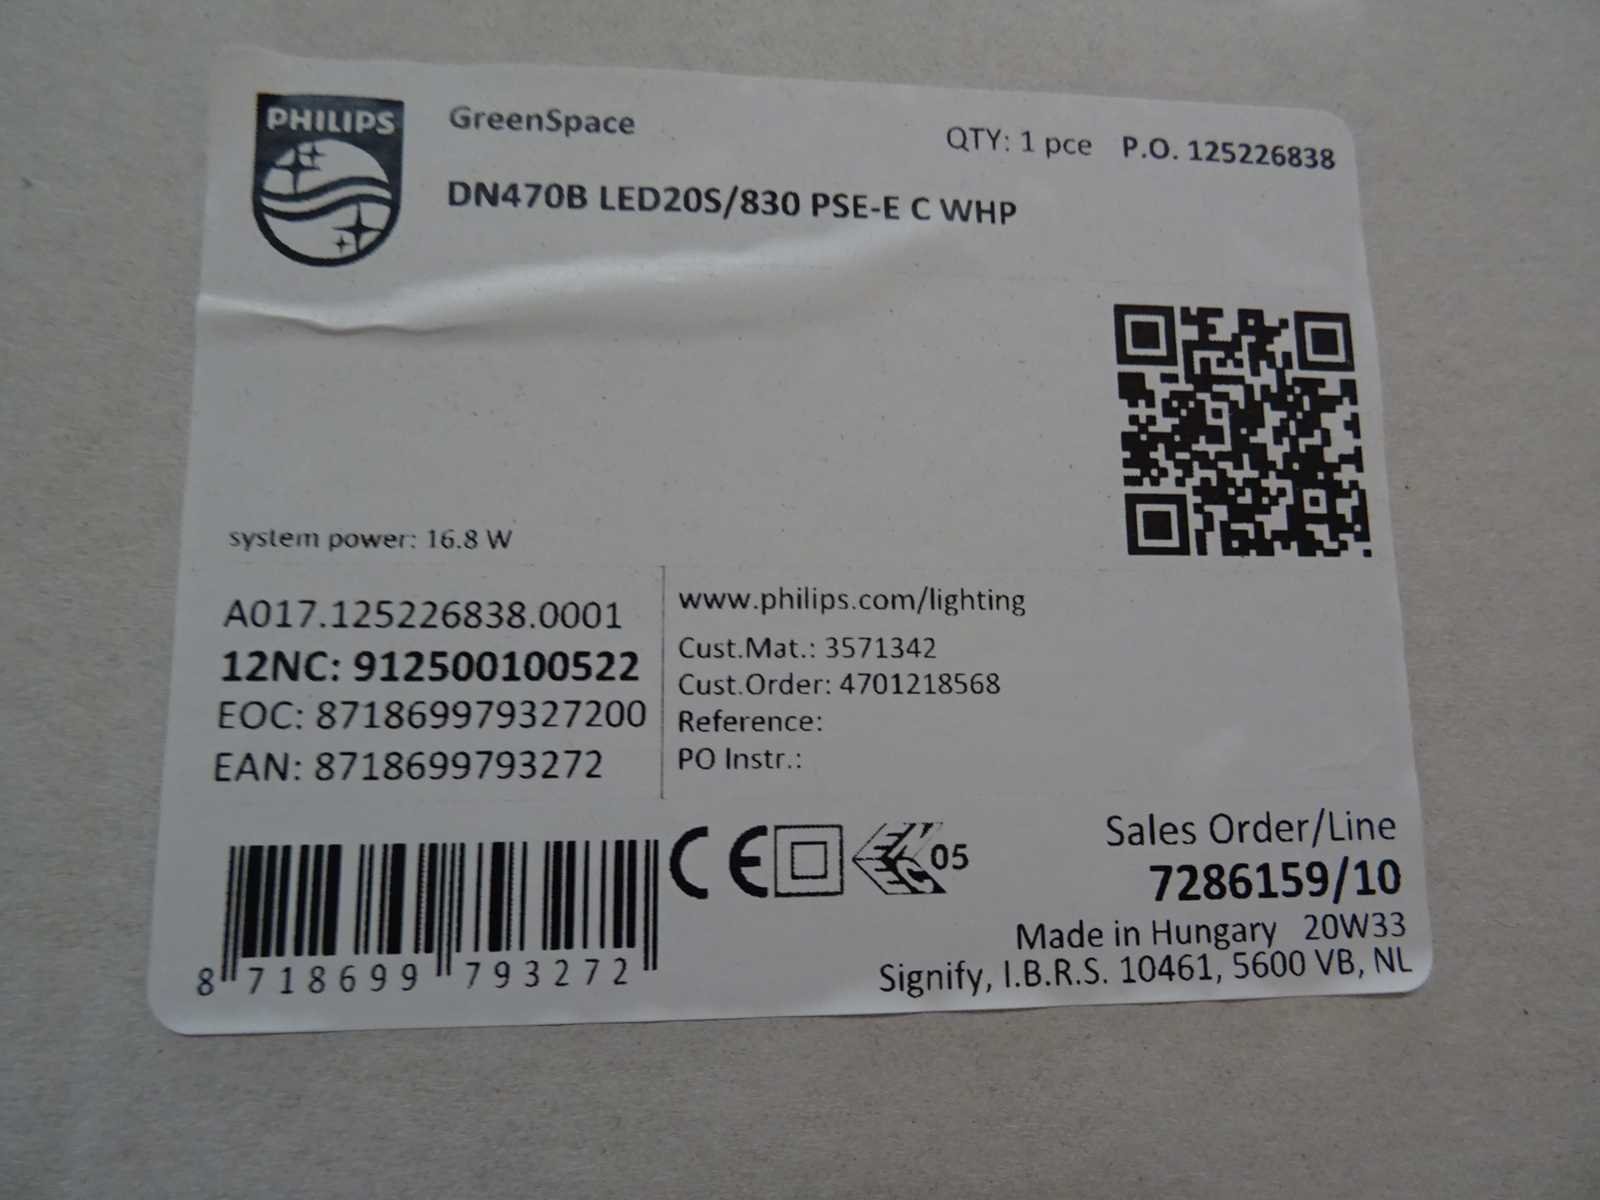 PHILIPS
GreenSpace
QTY: 1 pce P.O. 125226838
DN470B LED20S/830 PSE-E C WHP
system power: 16.8 W
A017.125226838.0001
12NC: 912500100522
EOC: 871869979327200
EAN: 8718699793272
www.philips.com/lighting
Cust.Mat.: 3571342
Cust.Order: 4701218568
Reference:
PO Instr.:
8 718699 793272
CE
05
Sales Order/Line
7286159/10
Made in Hungary 20W33
Signify, I.B.R.S. 10461, 5600 VB, NL